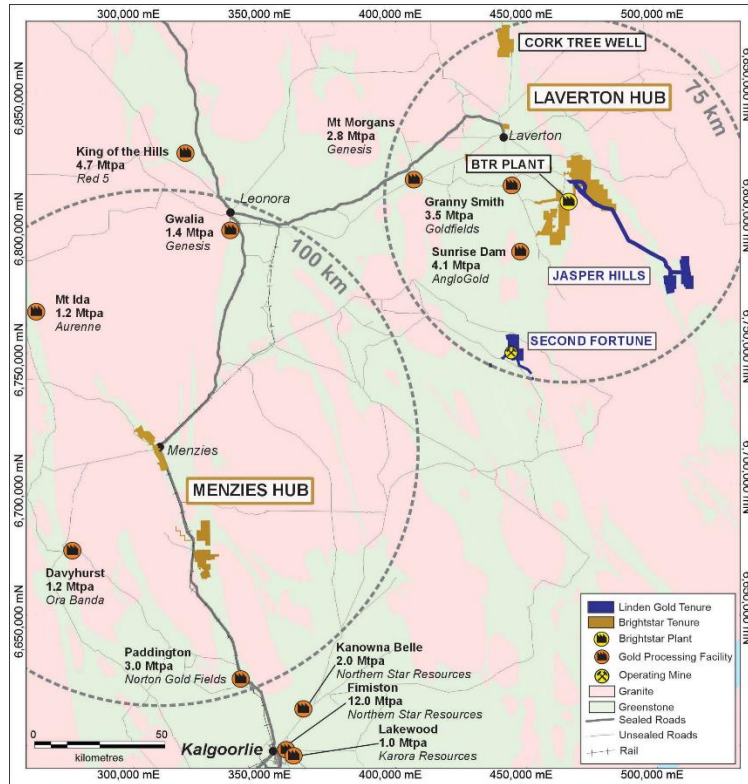 300,000 mE
350,000 mE
400,000 mE
450,000 mE
500,000 mE
6,850,000 mN
6,800,000 mN
6,750,000 mN
6,700,000 mN
6,650,000 mN
CORK TREE WELL
LAVERTON HUB
75 km
Laverton
Mt Morgans
2.8 Mtpa
Genesis
BTR PLANT
King of the Hills
4.7 Mtpa
Red 5
Leonora
Gwalia
1.4 Mtpa
Genesis
Granny Smith
3.5 Mtpa
Goldfields
Sunrise Dam
4.1 Mtpa
AngloGold
JASPER HILLS
100 km
Mt Ida
1.2 Mtpa
Aurenne
SECOND FORTUNE
Menzies
MENZIES HUB
Davyhurst
1.2 Mtpa
Ora Banda
Paddington
3.0 Mtpa
Norton Gold Fields
Kanowna Belle
2.0 Mtpa
Northern Star Resources
Fimiston
12.0 Mtpa
Northern Star Resources
Kalgoorlie
Lakewood
1.0 Mtpa
Karora Resources
Linden Gold Tenure
Brightstar Tenure
Brightstar Plant
Gold Processing Facility
Operating Mine
Granite
Greenstone
Sealed Roads
Unsealed Roads
Rail
0
50
kilometres
300,000 mE
350,000 mE
400,000 mE
450,000 mE
500,000 mE